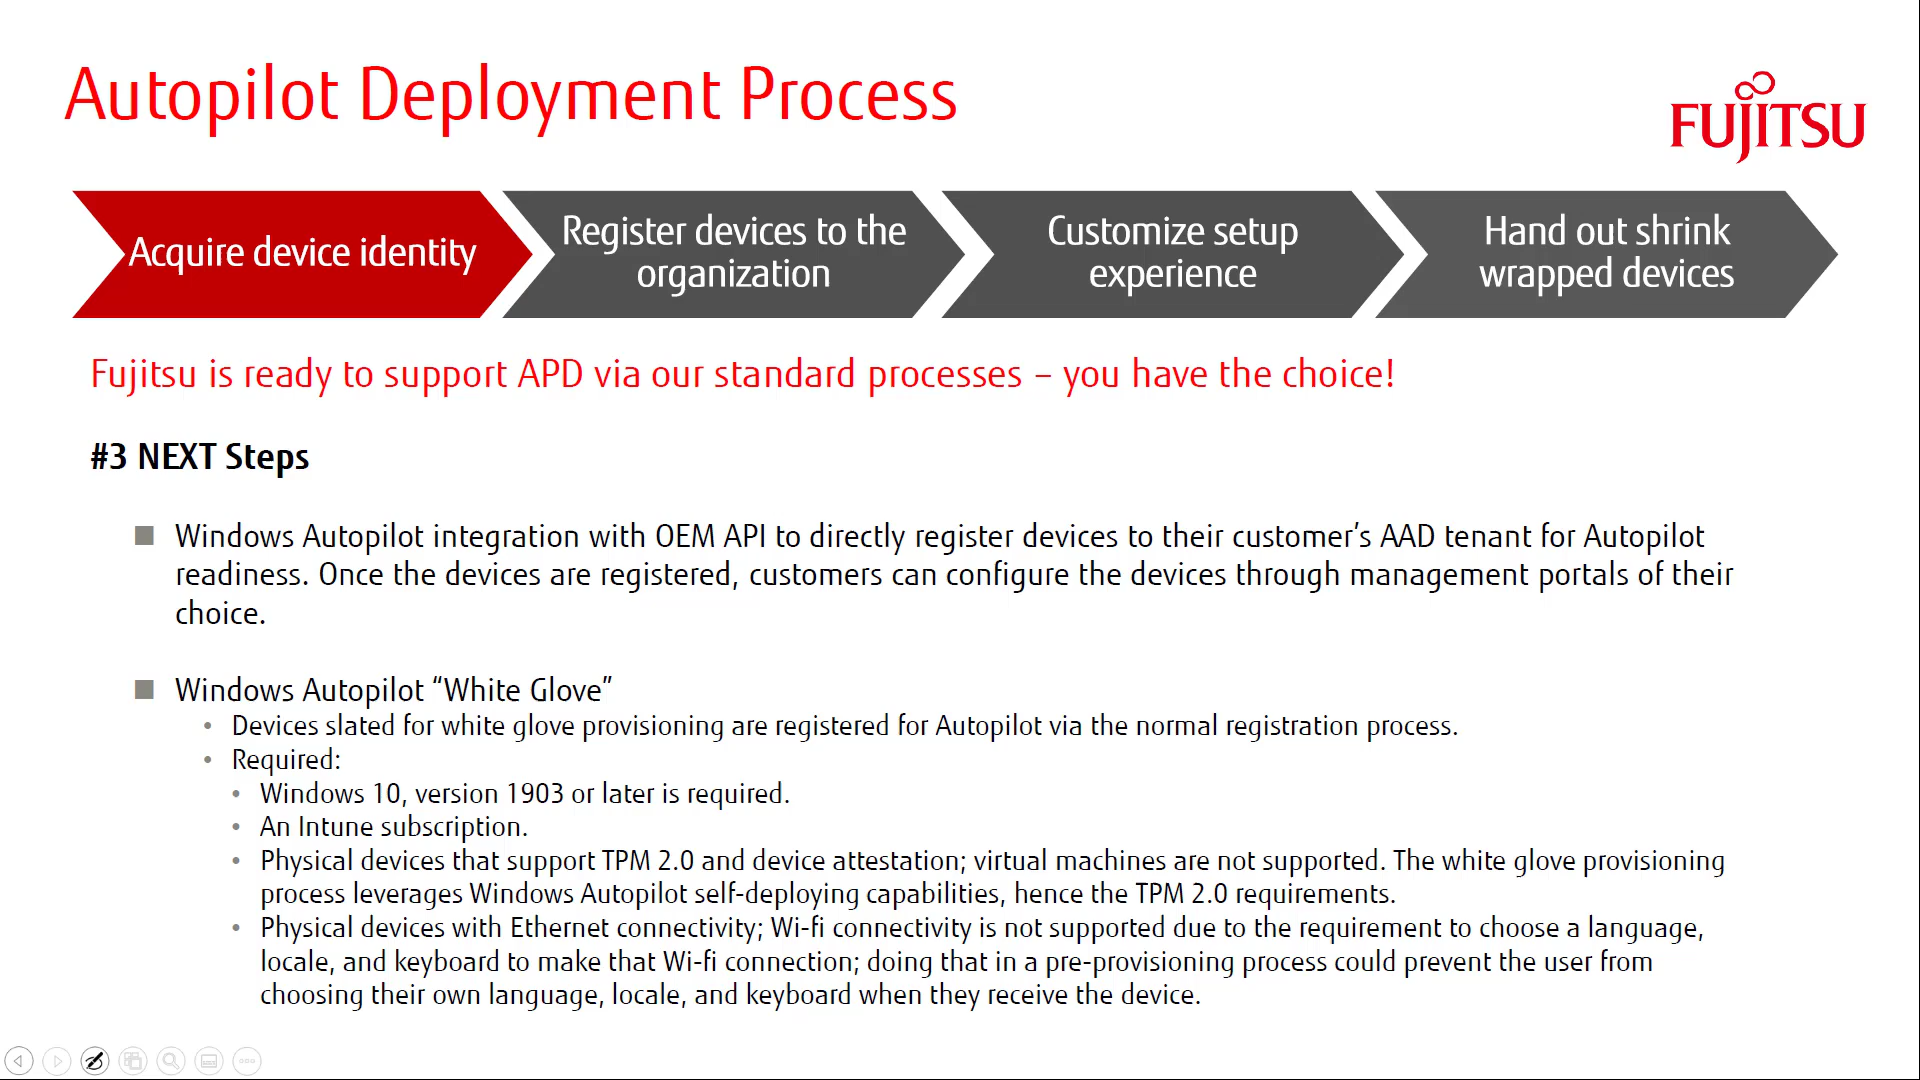 Autopilot Deployment Process
FUJITSU
Acquire device identity
Register devices to the
organization
Customize setup
experience
Hand out shrink
wrapped devices
Fujitsu is ready to support APD via our standard processes – you have the choice!
#3 NEXT Steps
■ Windows Autopilot integration with OEM API to directly register devices to their customer’s AAD tenant for Autopilot
readiness. Once the devices are registered, customers can configure the devices through management portals of their
choice.
■ Windows Autopilot “White Glove”
• Devices slated for white glove provisioning are registered for Autopilot via the normal registration process.
• Required:
• Windows 10, version 1903 or later is required.
• An Intune subscription.
• Physical devices that support TPM 2.0 and device attestation; virtual machines are not supported. The white glove provisioning
process leverages Windows Autopilot self-deploying capabilities, hence the TPM 2.0 requirements.
• Physical devices with Ethernet connectivity; Wi-fi connectivity is not supported due to the requirement to choose a language,
locale, and keyboard to make that Wi-fi connection; doing that in a pre-provisioning process could prevent the user from
choosing their own language, locale, and keyboard when they receive the device.